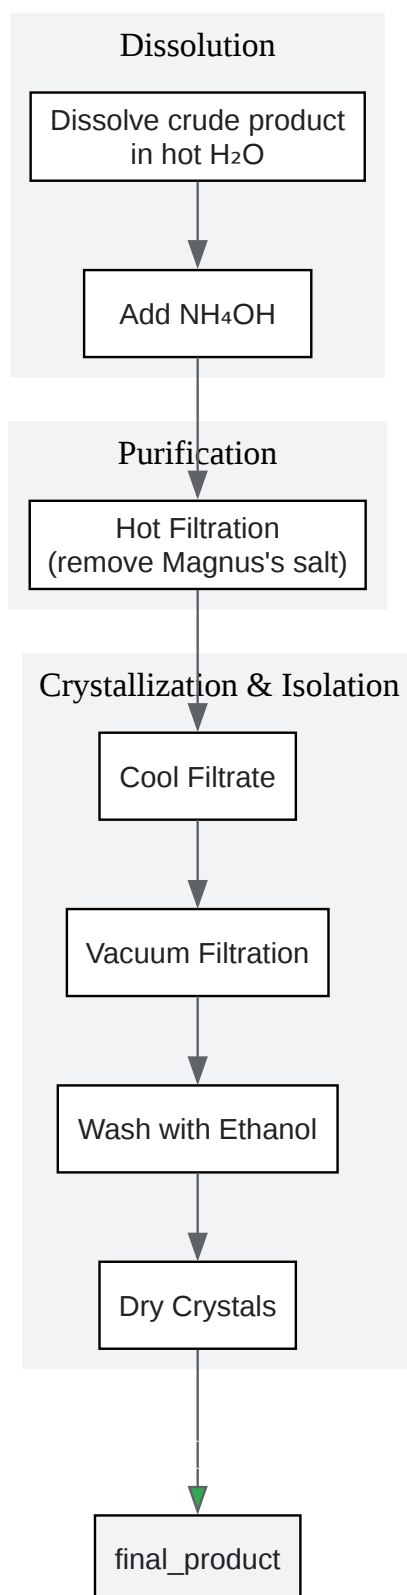 Dissolution
Dissolve crude product
in hot H₂O
Add NH₄OH
Purification
Hot Filtration
(remove Magnus's salt)
Crystallization & Isolation
Cool Filtrate
Vacuum Filtration
Wash with Ethanol
Dry Crystals
final_product